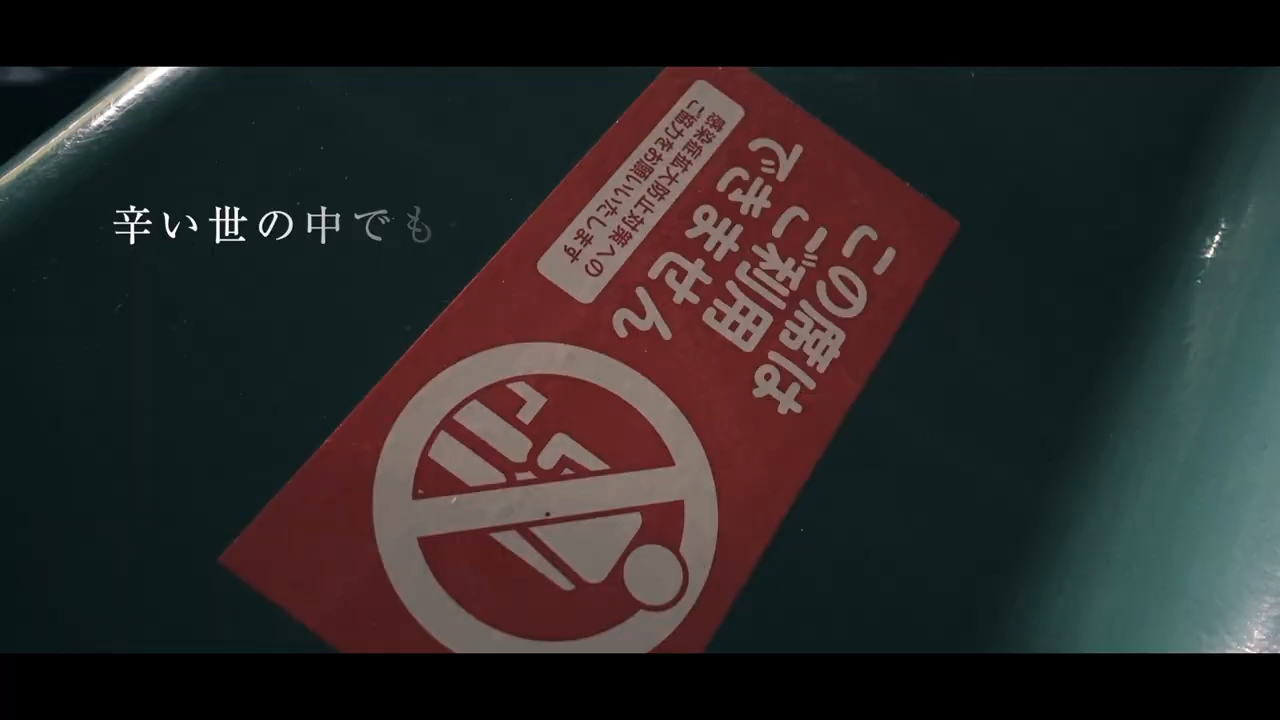 辛い世の中でも
この席は
ご利用
できません
感染症拡大防止対策への
ご協力をお願いいたします